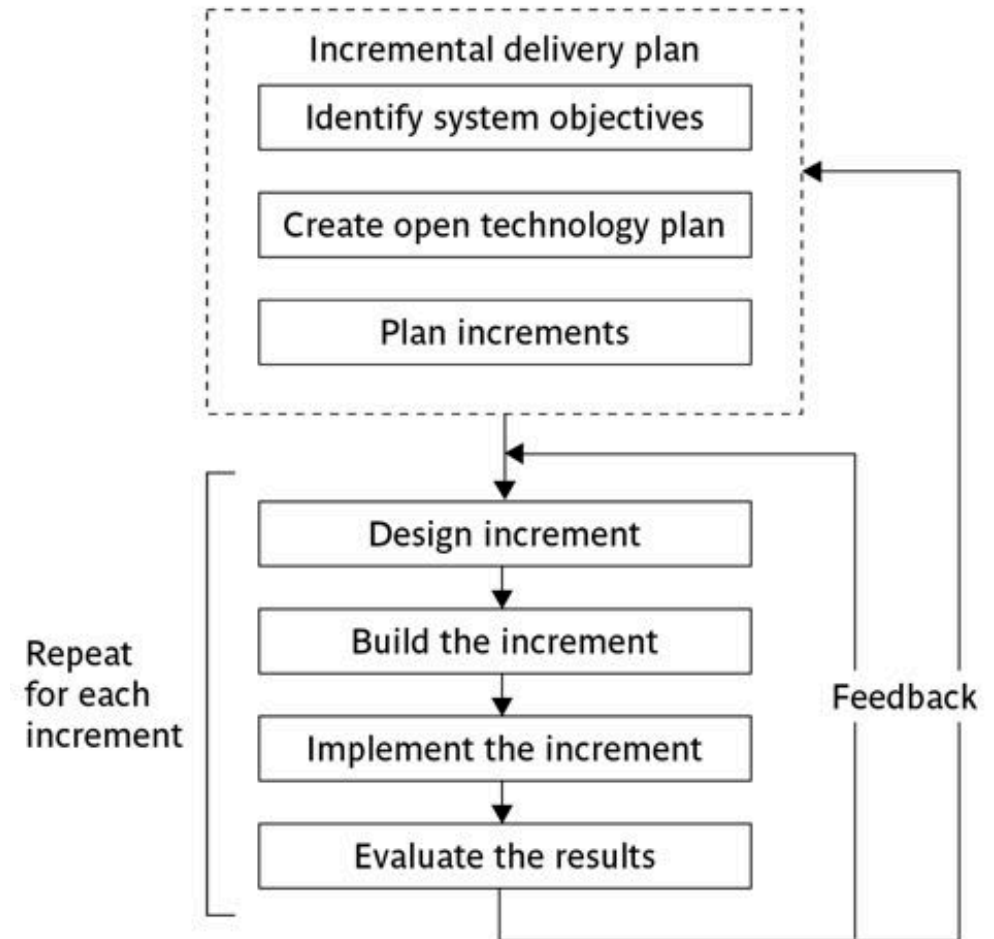 Incremental delivery plan
Identify system objectives
Create open technology plan
Plan increments
Design increment
Build the increment
Repeat
for each
increment
Feedback
Implement the increment
Evaluate the results